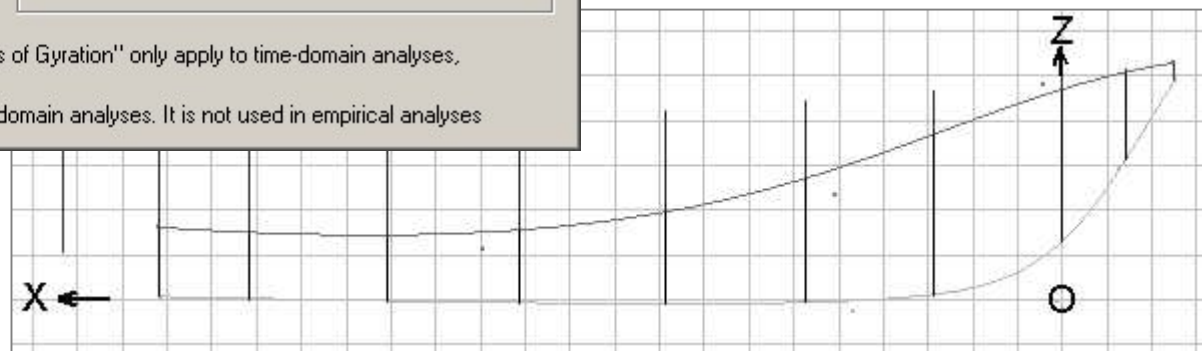 s of Gyration" only apply to time-domain analyses,
domain analyses. It is not used in empirical analyses
Z
X
O